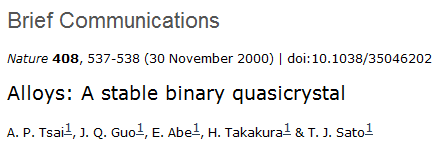 Brief Communications
Nature 408, 537-538 (30 November 2000) | doi:10.1038/35046202
Alloys: A stable binary quasicrystal
A. P. Tsai1, J. Q. Guo1, E. Abe1, H. Takakura1 & T. J. Sato1